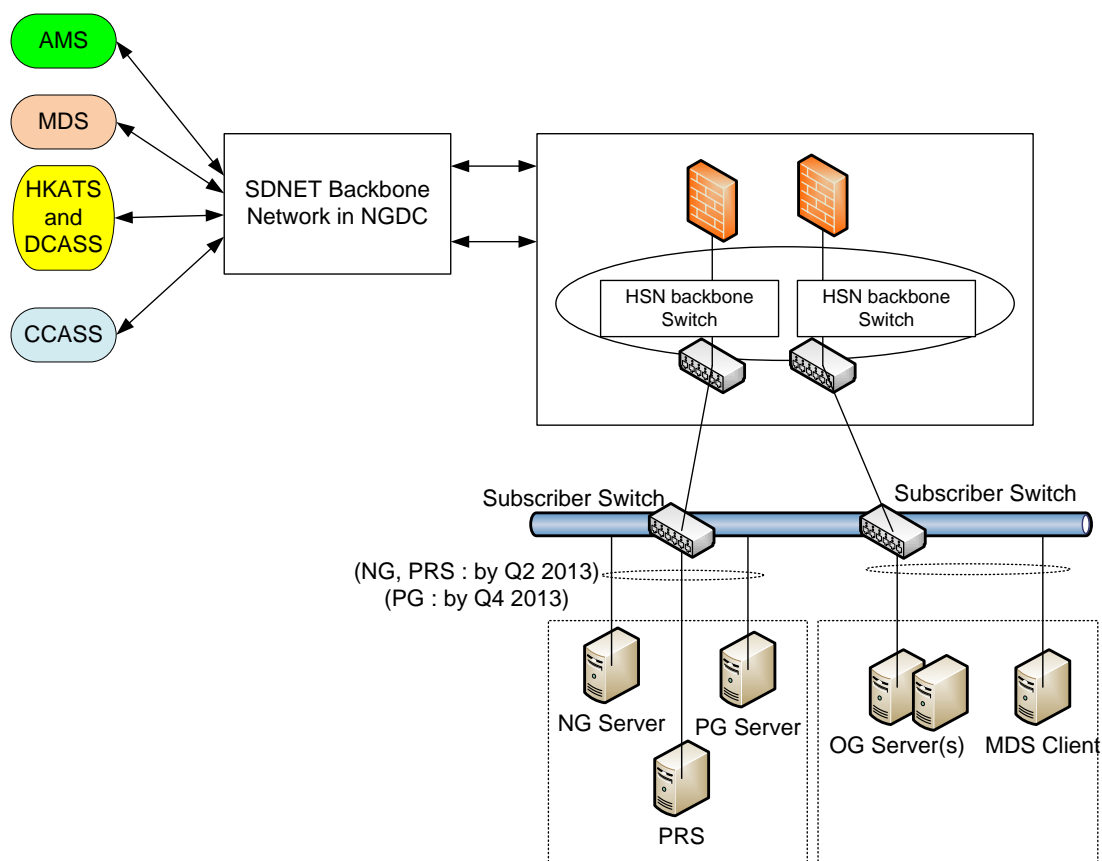 AMS
MDS
HKATS
and
DCASS
CCASS
SDNET Backbone
Network in NGDC
HSN backbone
Switch
HSN backbone
Switch
Subscriber Switch
Subscriber Switch
(NG, PRS : by Q2 2013)
(PG : by Q4 2013)
NG Server
PG Server
PRS
OG Server(s)
MDS Client